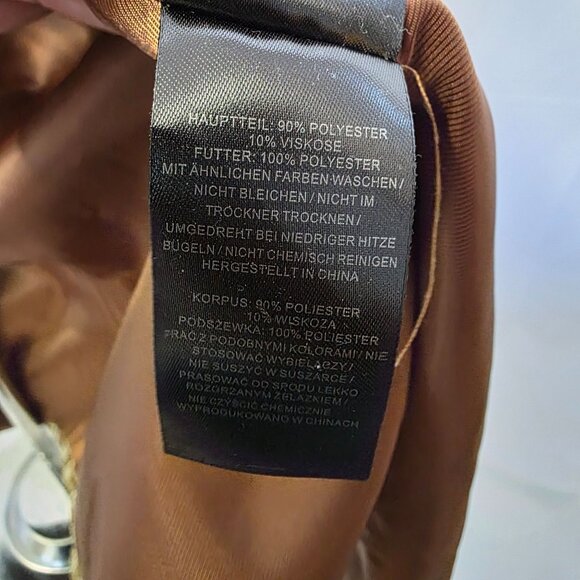 HAUPTTEIL: 90% POLYESTER
10% VISKOSE
FUTTER: 100% POLYESTER
MIT ÄHNLICHEN FARBEN WASCHEN /
NICHT BLEICHEN / NICHT IM
TROCKNER TROCKNEN /
UMGEDREHT BEI NIEDRIGER HITZE
BÜGELN / NICHT CHEMISCH REINIGEN
HERGESTELLT IN CHINA
KORPUS: 90% POLIESTER
10% WISKOZA
PODSZEWKA: 100% POLIESTER
PRAĆ Z PODOBNYMI KOLORAMI / NIE
STOSOWAĆ WYBIELACZY /
NIE SUSZYĆ W SUSZARCE /
PRASOWAĆ OD SPODU LEKKO
ROZGRZANYM ŻELAZKIEM /
NIE CZYŚCIĆ CHEMICZNIE
WYPRODUKOWANO W CHINACH